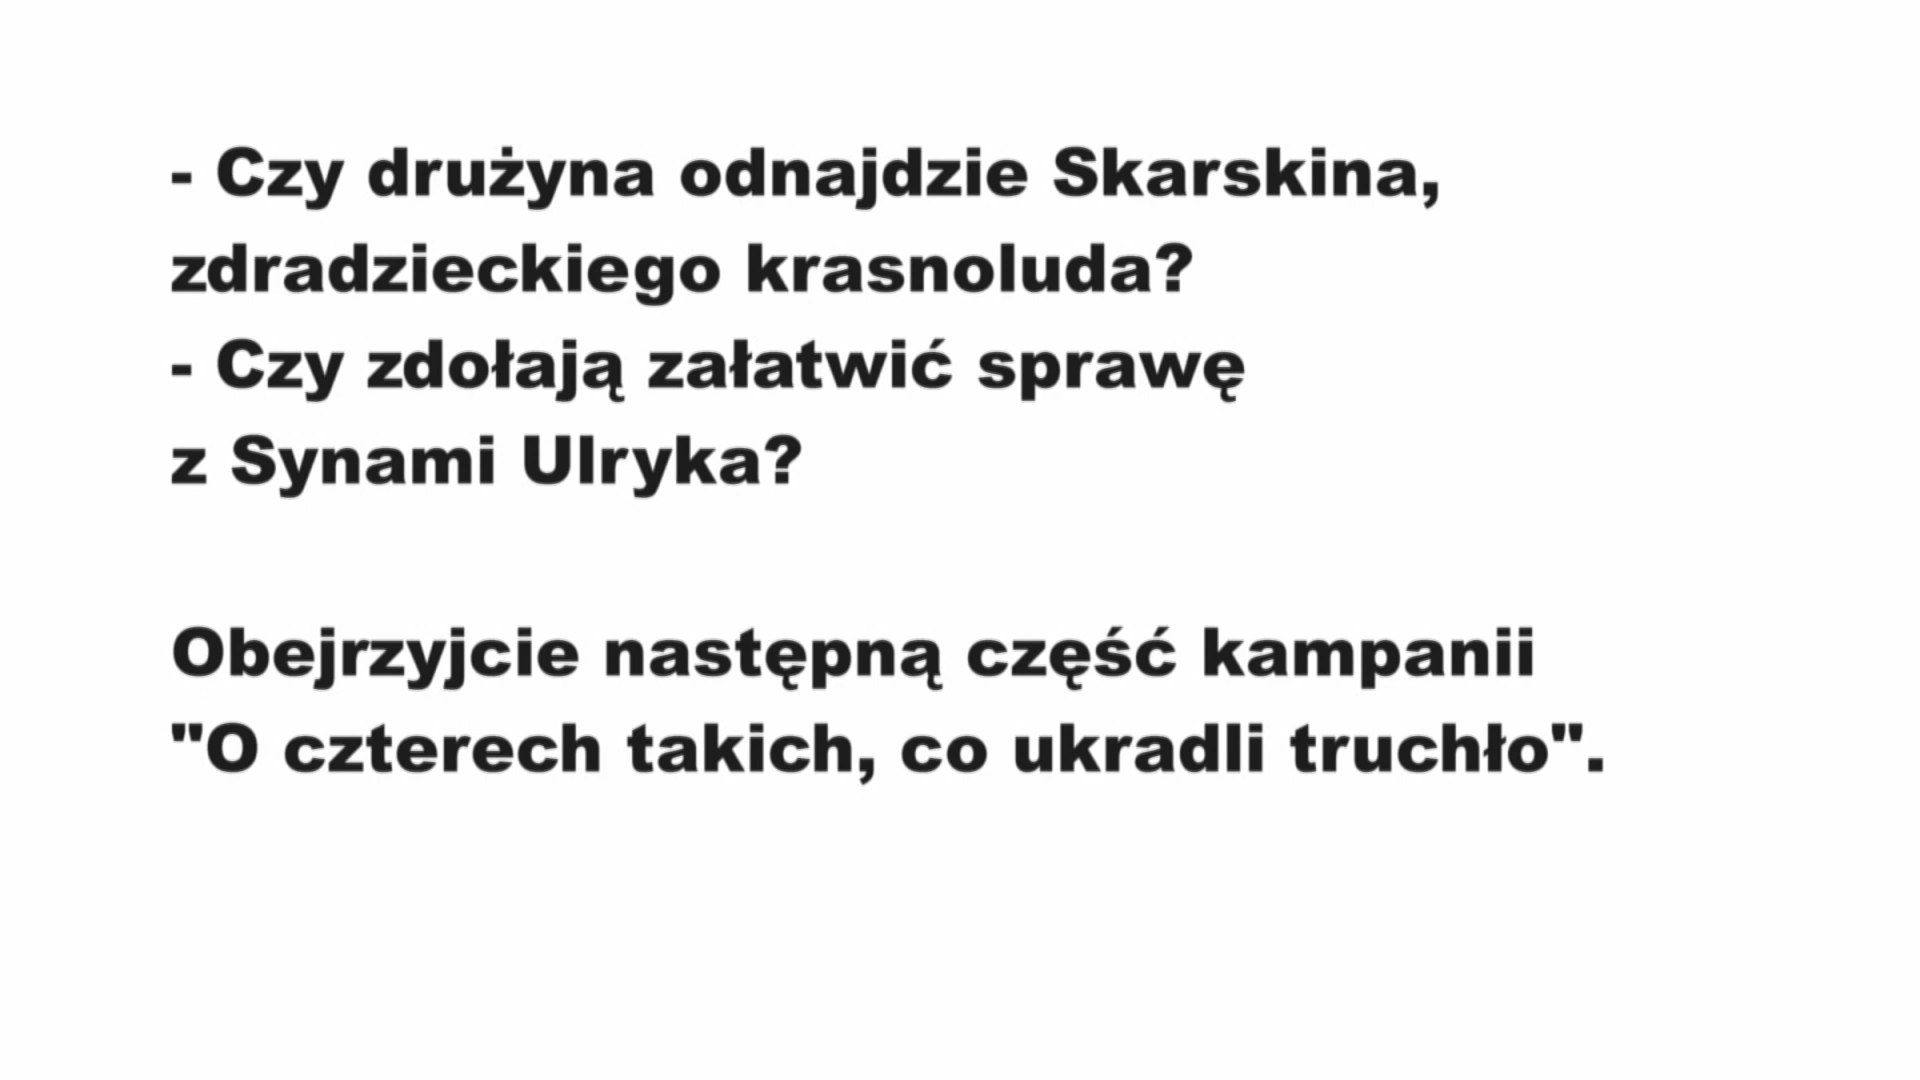 - Czy drużyna odnajdzie Skarskina,
zdradzieckiego krasnoluda?
- Czy zdołają załatwić sprawę
z Synami Ulryka?
Obejrzyjcie następną część kampanii
"O czterech takich, co ukradli truchło".